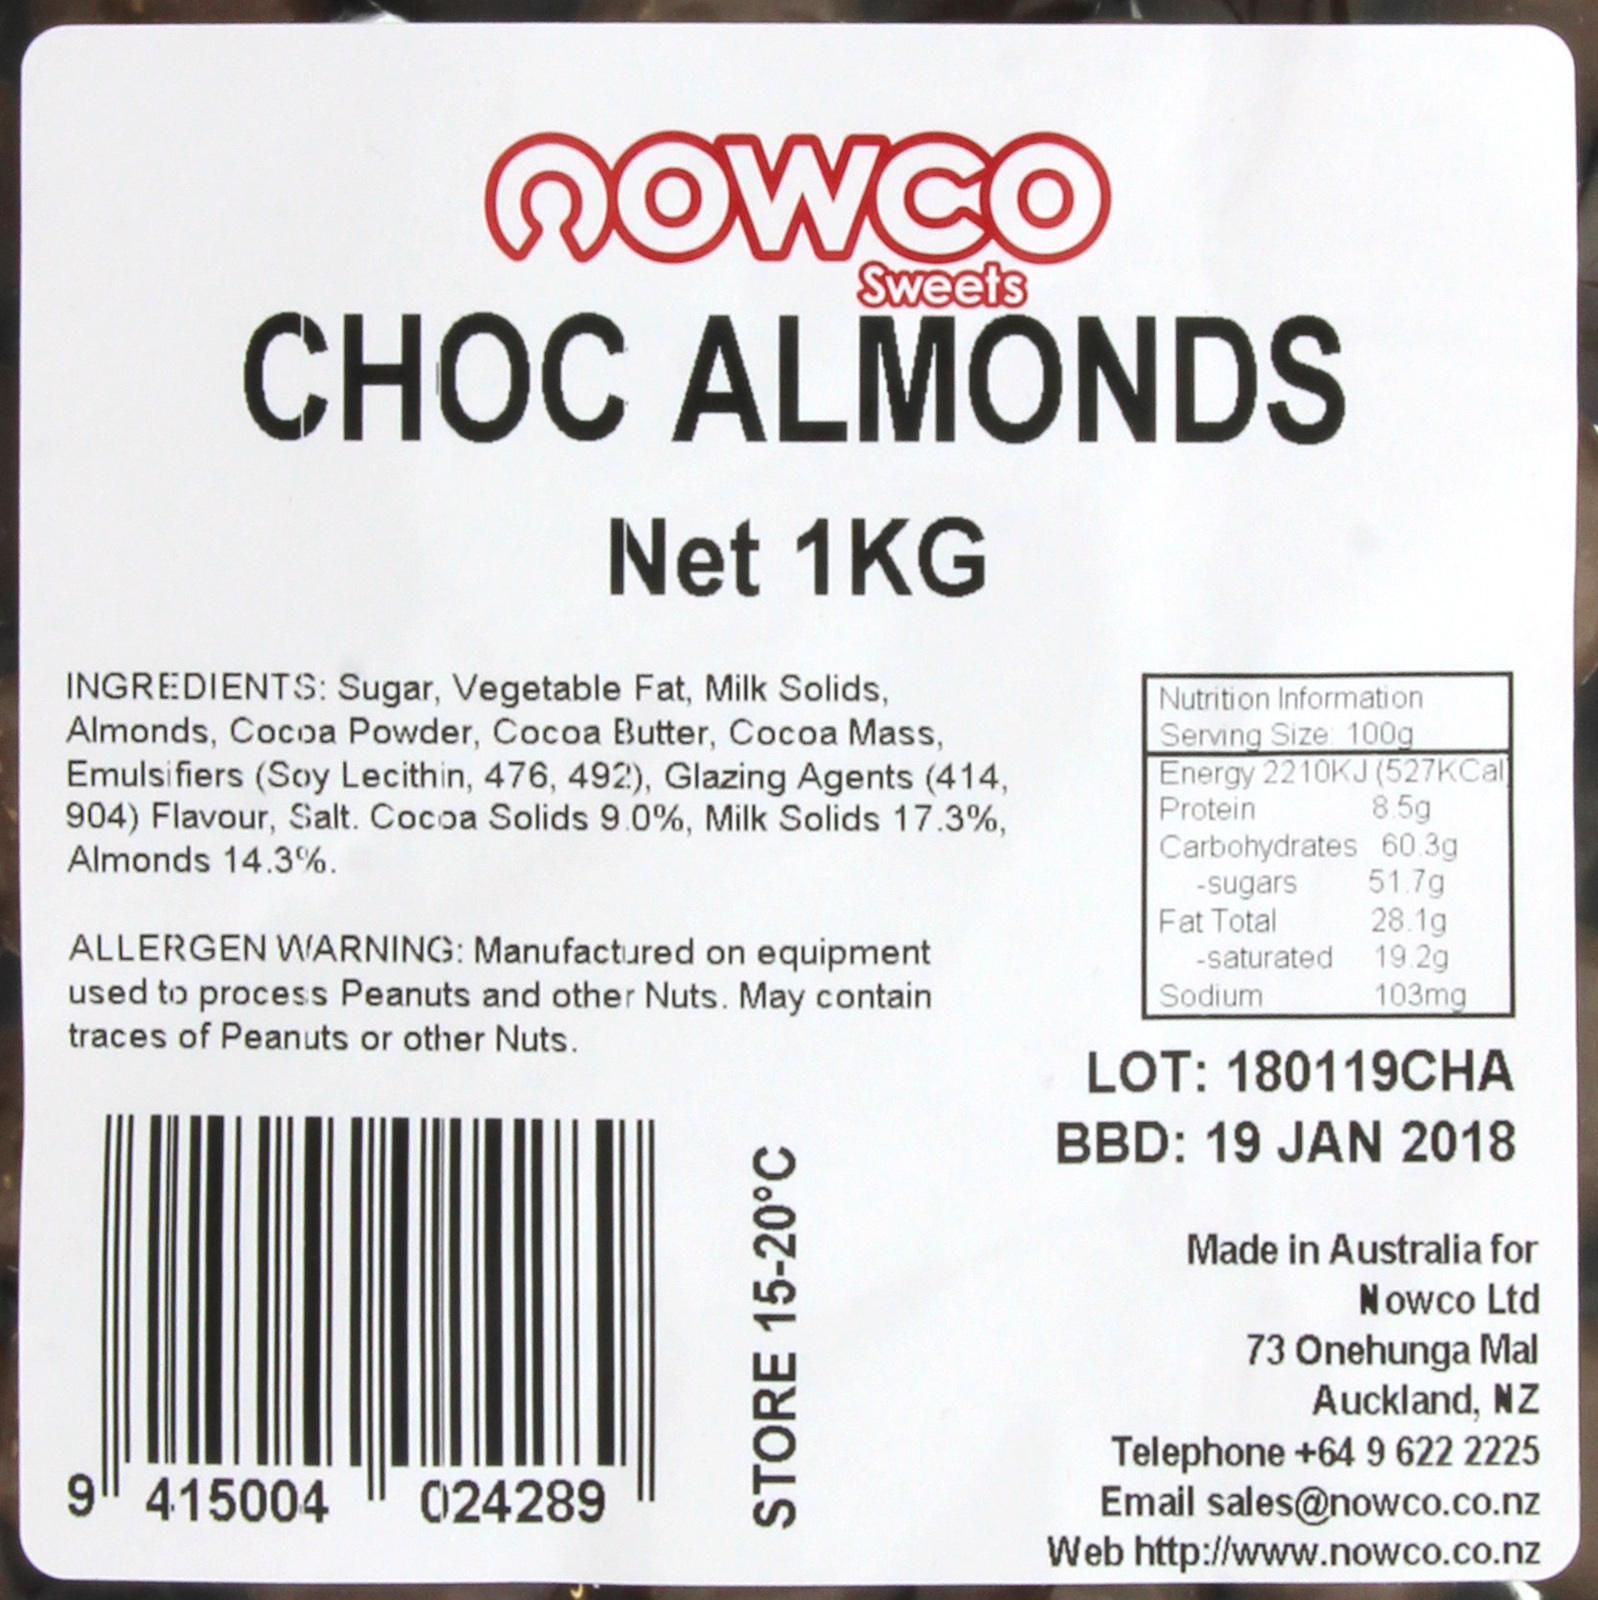 nowco
Sweets
CHOC ALMONDS
Net 1KG
INGREDIENTS: Sugar, Vegetable Fat, Milk Solids,
Almonds, Cocoa Powder, Cocoa Butter, Cocoa Mass,
Emulsifiers (Soy Lecithin, 476, 492), Glazing Agents (414,
904) Flavour, Salt. Cocoa Solids 9.0%, Milk Solids 17.3%,
Almonds 14.3%.
ALLERGEN WARNING: Manufactured on equipment
used to process Peanuts and other Nuts. May contain
traces of Peanuts or other Nuts.
Nutrition Information
Serving Size: 100g
Energy 2210KJ (527KCal
Protein 8.5g
Carbohydrates 60.3g
-sugars 51.7g
Fat Total 28.1g
-saturated 19.2g
Sodium 103mg
LOT: 180119CHA
BBD: 19 JAN 2018
9 415004 024289
STORE 15-20°C
Made in Australia for
Nowco Ltd
73 Onehunga Mal
Auckland, NZ
Telephone +64 9 622 2225
Email sales@nowco.co.nz
Web http://www.nowco.co.nz